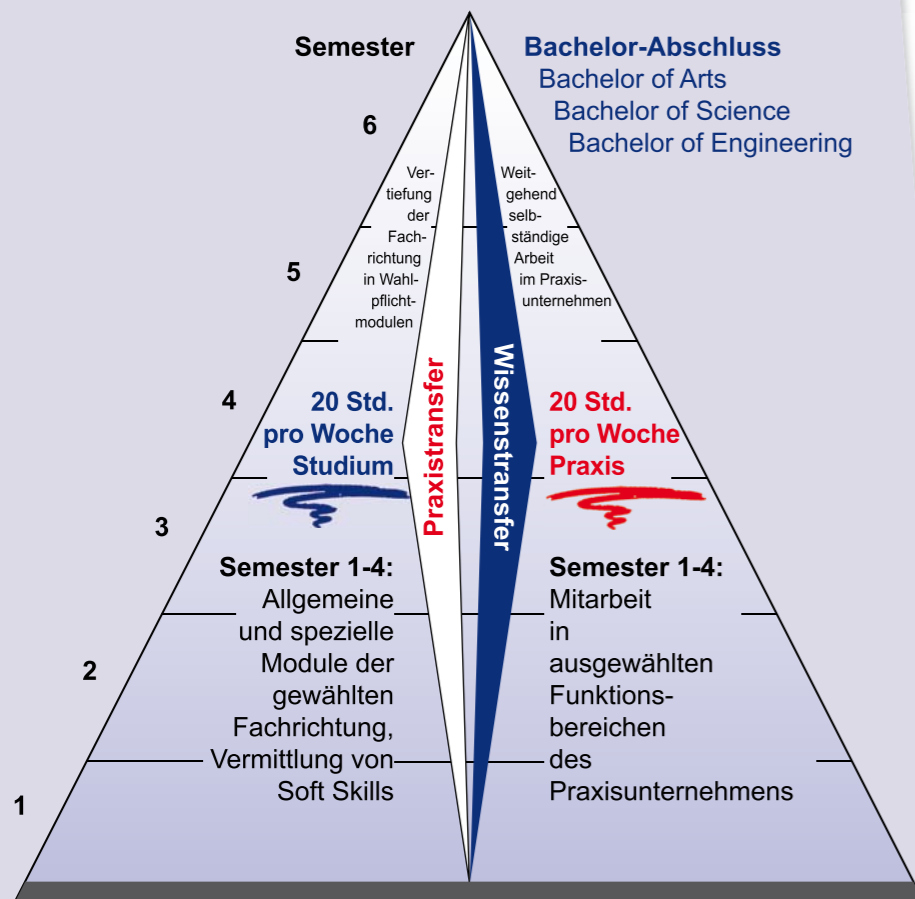 Semester
Bachelor-Abschluss
Bachelor of Arts
Bachelor of Science
Bachelor of Engineering
6
5
4
3
2
1
Ver-
tiefung
der
Fach-
richtung
in Wahl-
pflicht-
modulen
Weit-
gehend
selb-
ständige
Arbeit
im Praxis-
unternehmen
20 Std.
pro Woche
Studium
Praxistransfer
Wissenstransfer
20 Std.
pro Woche
Praxis
Semester 1-4:
Allgemeine
und spezielle
Module der
gewählten
Fachrichtung,
Vermittlung von
Soft Skills
Semester 1-4:
Mitarbeit
in
ausgewählten
Funktions-
bereichen
des
Praxisunternehmens